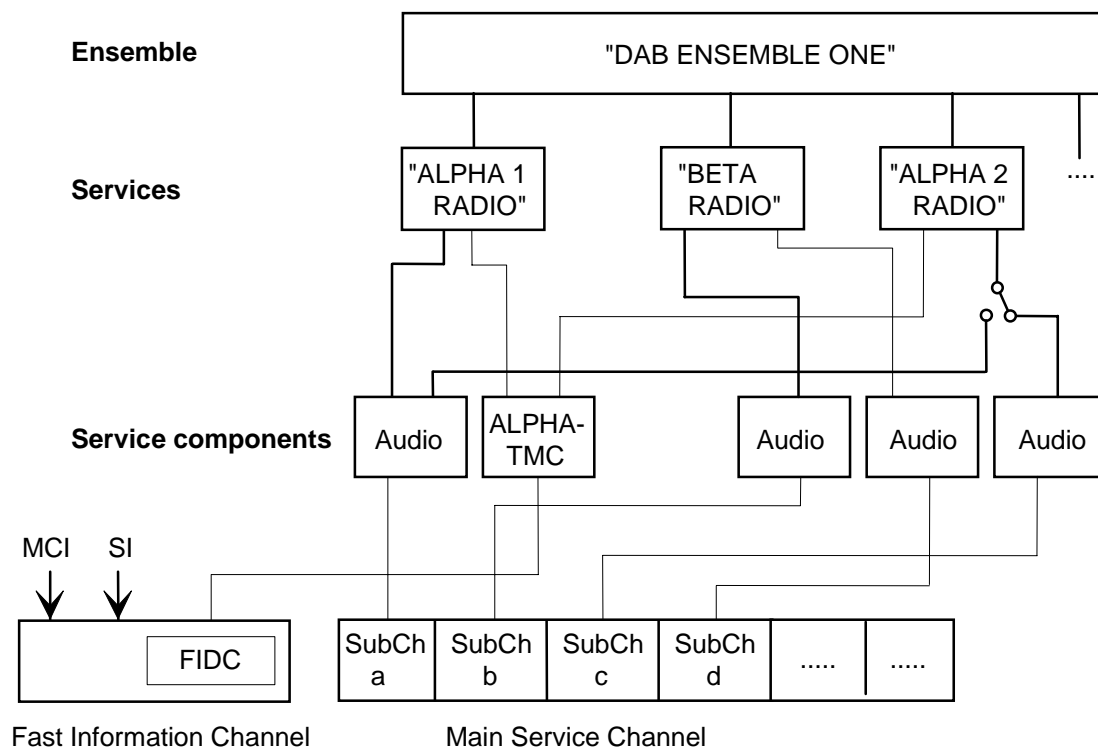 Ensemble
"DAB ENSEMBLE ONE"
Services
"ALPHA 1
RADIO"
"BETA
RADIO"
"ALPHA 2
RADIO"
....
Service components
Audio
ALPHA-
TMC
Audio
Audio
Audio
MCI
SI
FIDC
SubCh
a
SubCh
b
SubCh
c
SubCh
d
.....
.....
Fast Information Channel
Main Service Channel